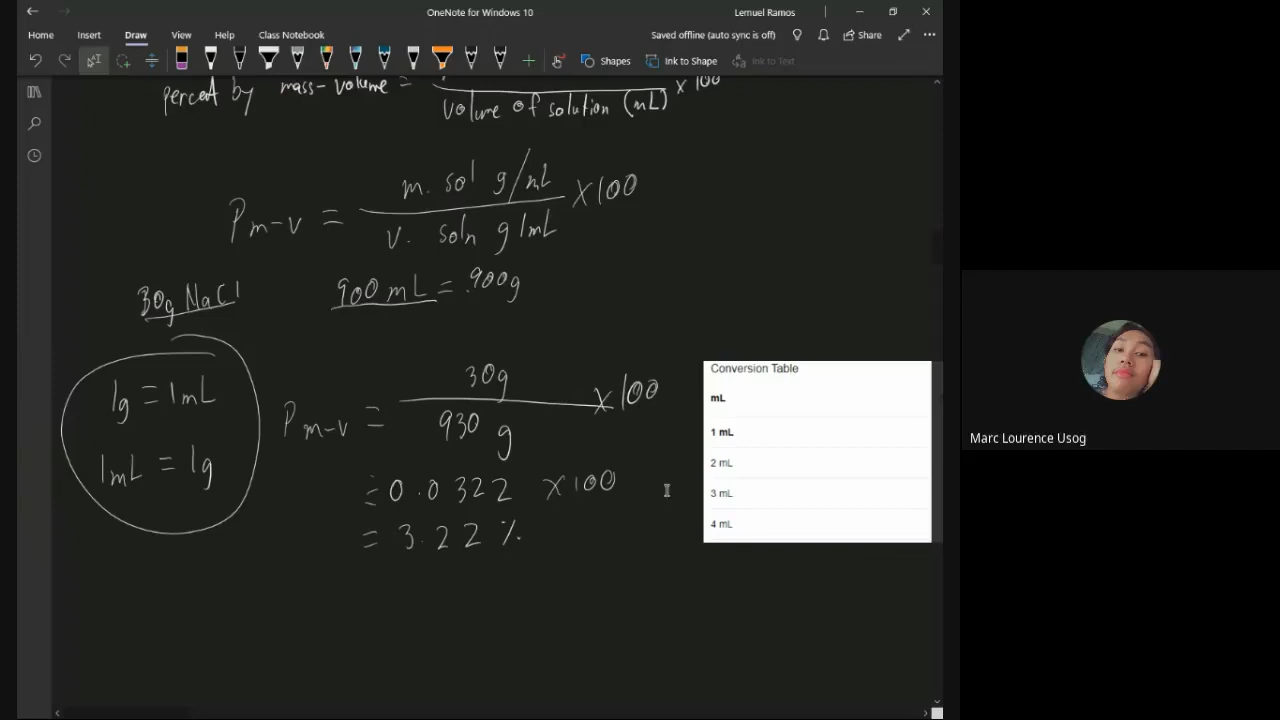 OneNote for Windows 10
Lemuel Ramos
Home Insert Draw View Help Class Notebook
Saved offline (auto sync is off)
Share
Shapes
Ink to Shape
Ink to Text
percent by mass-volume =
volume of solution (mL)
x 100
Pm-v = m. sol g/mL x100
v. soln g/mL
30g NaCl
900 mL = 900g
1g = 1mL
1mL = 1g
Pm-v = 30g x 100
930 g
= 0.0322 x100
= 3.22 %
Conversion Table
mL
1 mL
2 mL
3 mL
4 mL
Marc Lourence Usog